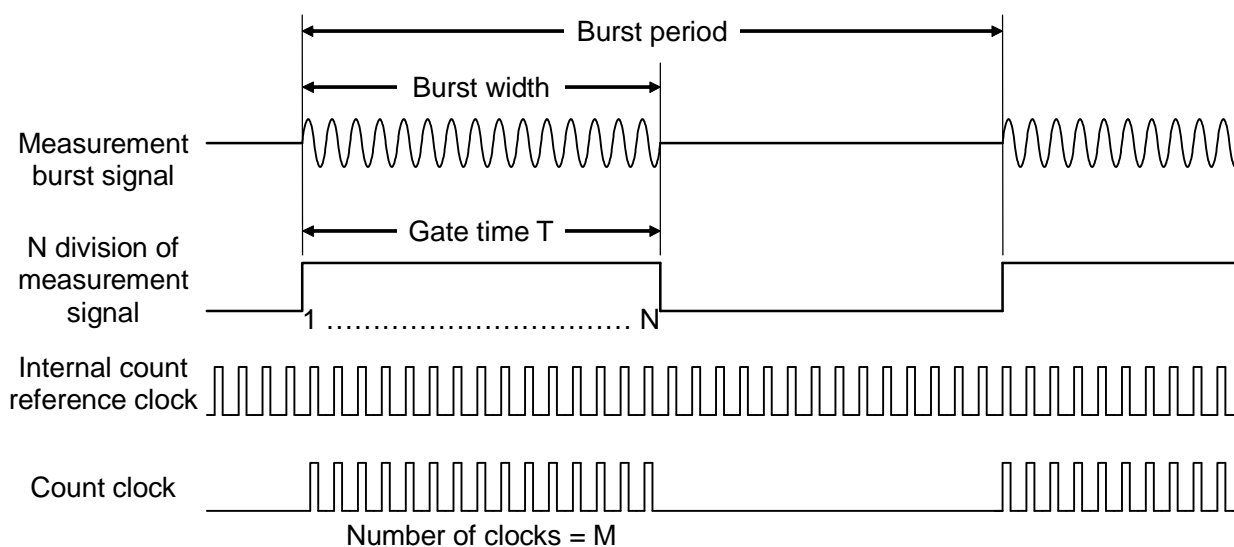 Burst period
Burst width
Measurement
burst signal
Gate time T
N division of
measurement
signal
1 ................................. N
Internal count
reference clock
Count clock
Number of clocks = M